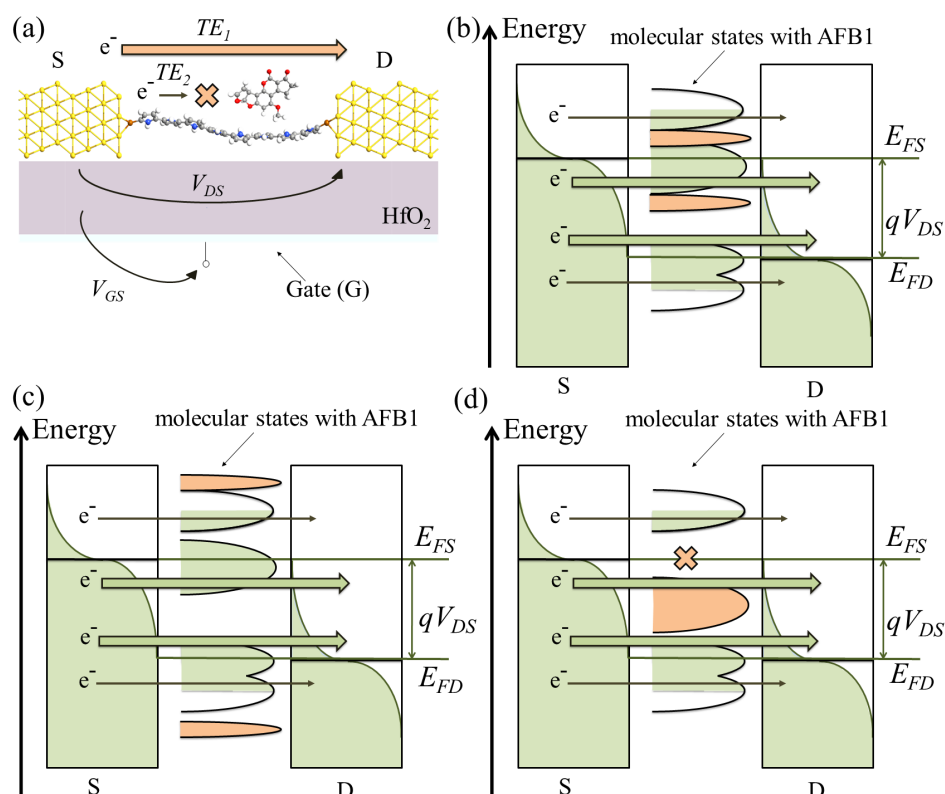 (a)
TE1
e-
S
D
e- TE2
VDS
HfO2
VGS
Gate (G)
(b)
Energy
molecular states with AFB1
e-
EFS
e-
qVDS
e-
EFD
e-
S
D
(c)
Energy
molecular states with AFB1
e-
EFS
e-
qVDS
e-
EFD
e-
S
D
(d)
Energy
molecular states with AFB1
e-
EFS
e-
qVDS
e-
EFD
e-
S
D